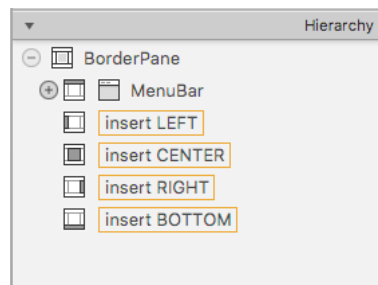 Hierarchy
BorderPane
MenuBar
insert LEFT
insert CENTER
insert RIGHT
insert BOTTOM